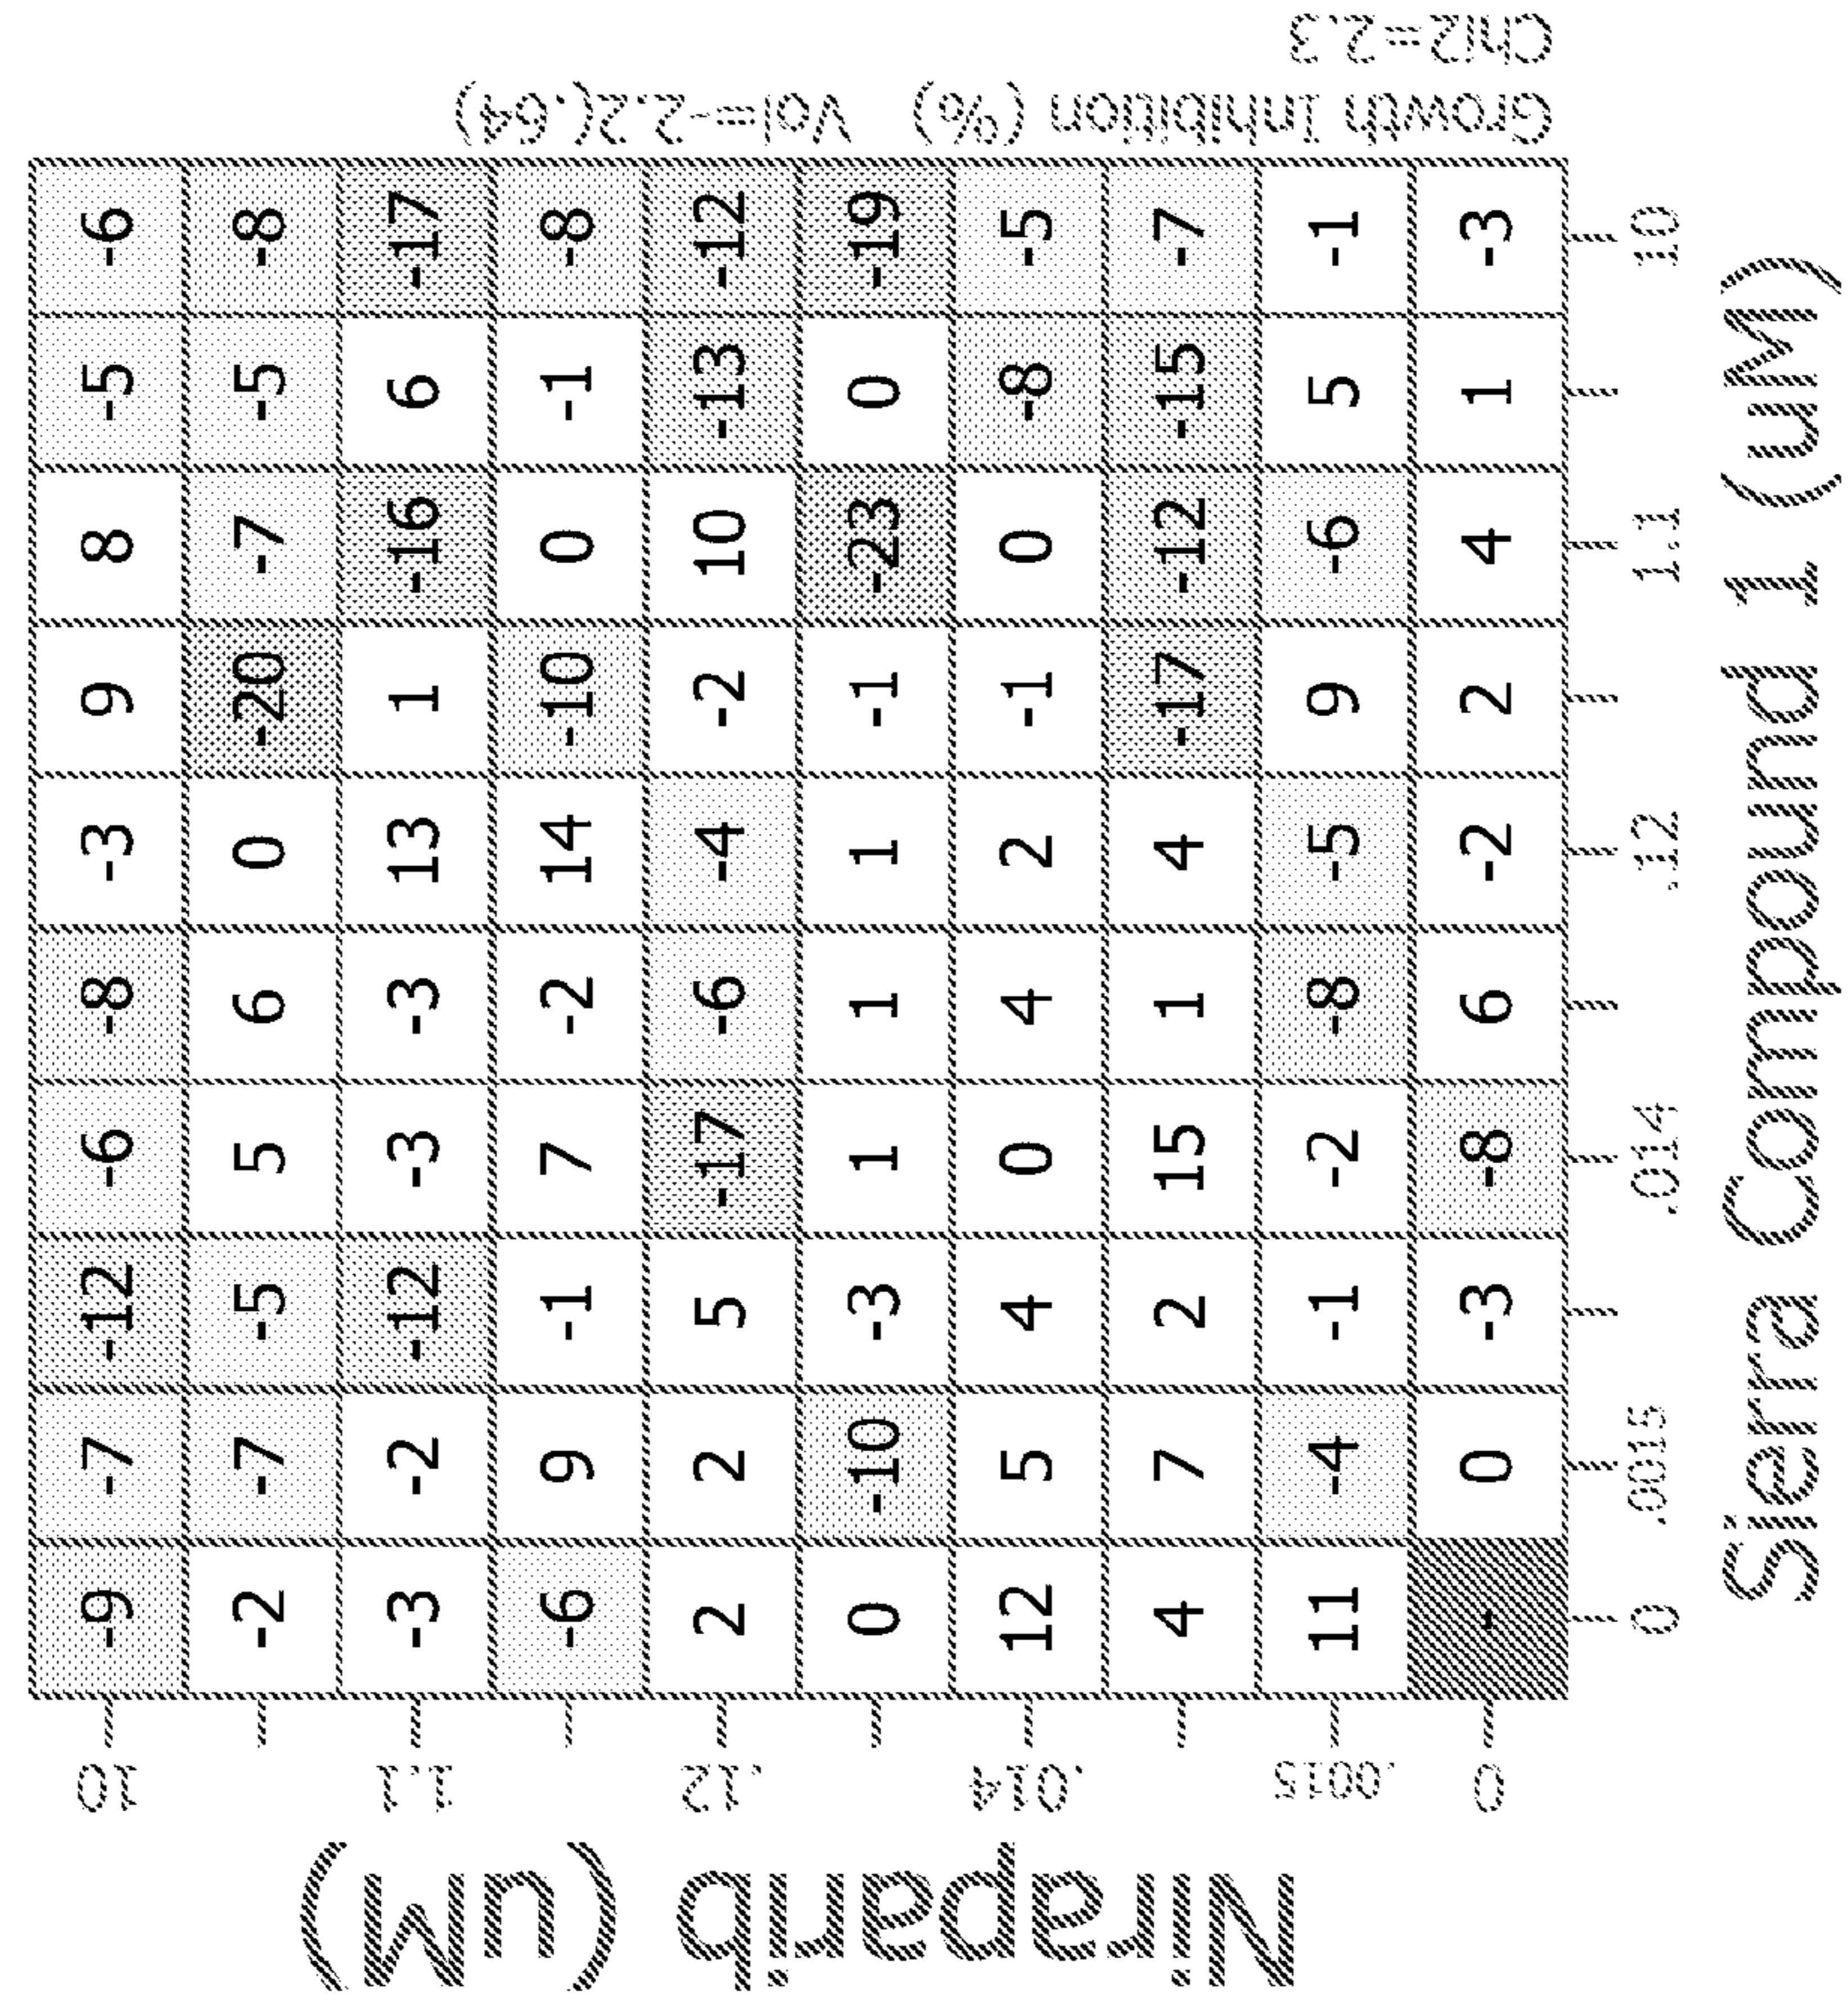 Niraparib (uM)
10 -9 -7 -12 -6 -8 -3 9 8 -5 -6
-2 -7 -5 5 6 0 -20 -7 -5 -8
1.1 -3 -2 -12 -3 -3 13 1 -16 6 -17
-6 9 -1 7 -2 14 -10 0 -1 -8
.12 2 2 5 -17 -6 -4 -2 10 -13 -12
0 -10 -3 1 1 1 -1 -23 0 -19
.014 12 5 4 0 4 2 -1 0 -8 -5
4 7 2 15 1 4 -17 -12 -15 -7
.0015 11 -4 -1 -2 -8 -5 9 -6 5 -1
0 - 0 -3 -8 6 -2 2 4 1 -3
0 .0015 .014 .12 1.1 10
Sierra Compound 1 (uM)
Growth Inhibition (%) Vol=-2.2(.64)
Chi2=2.3